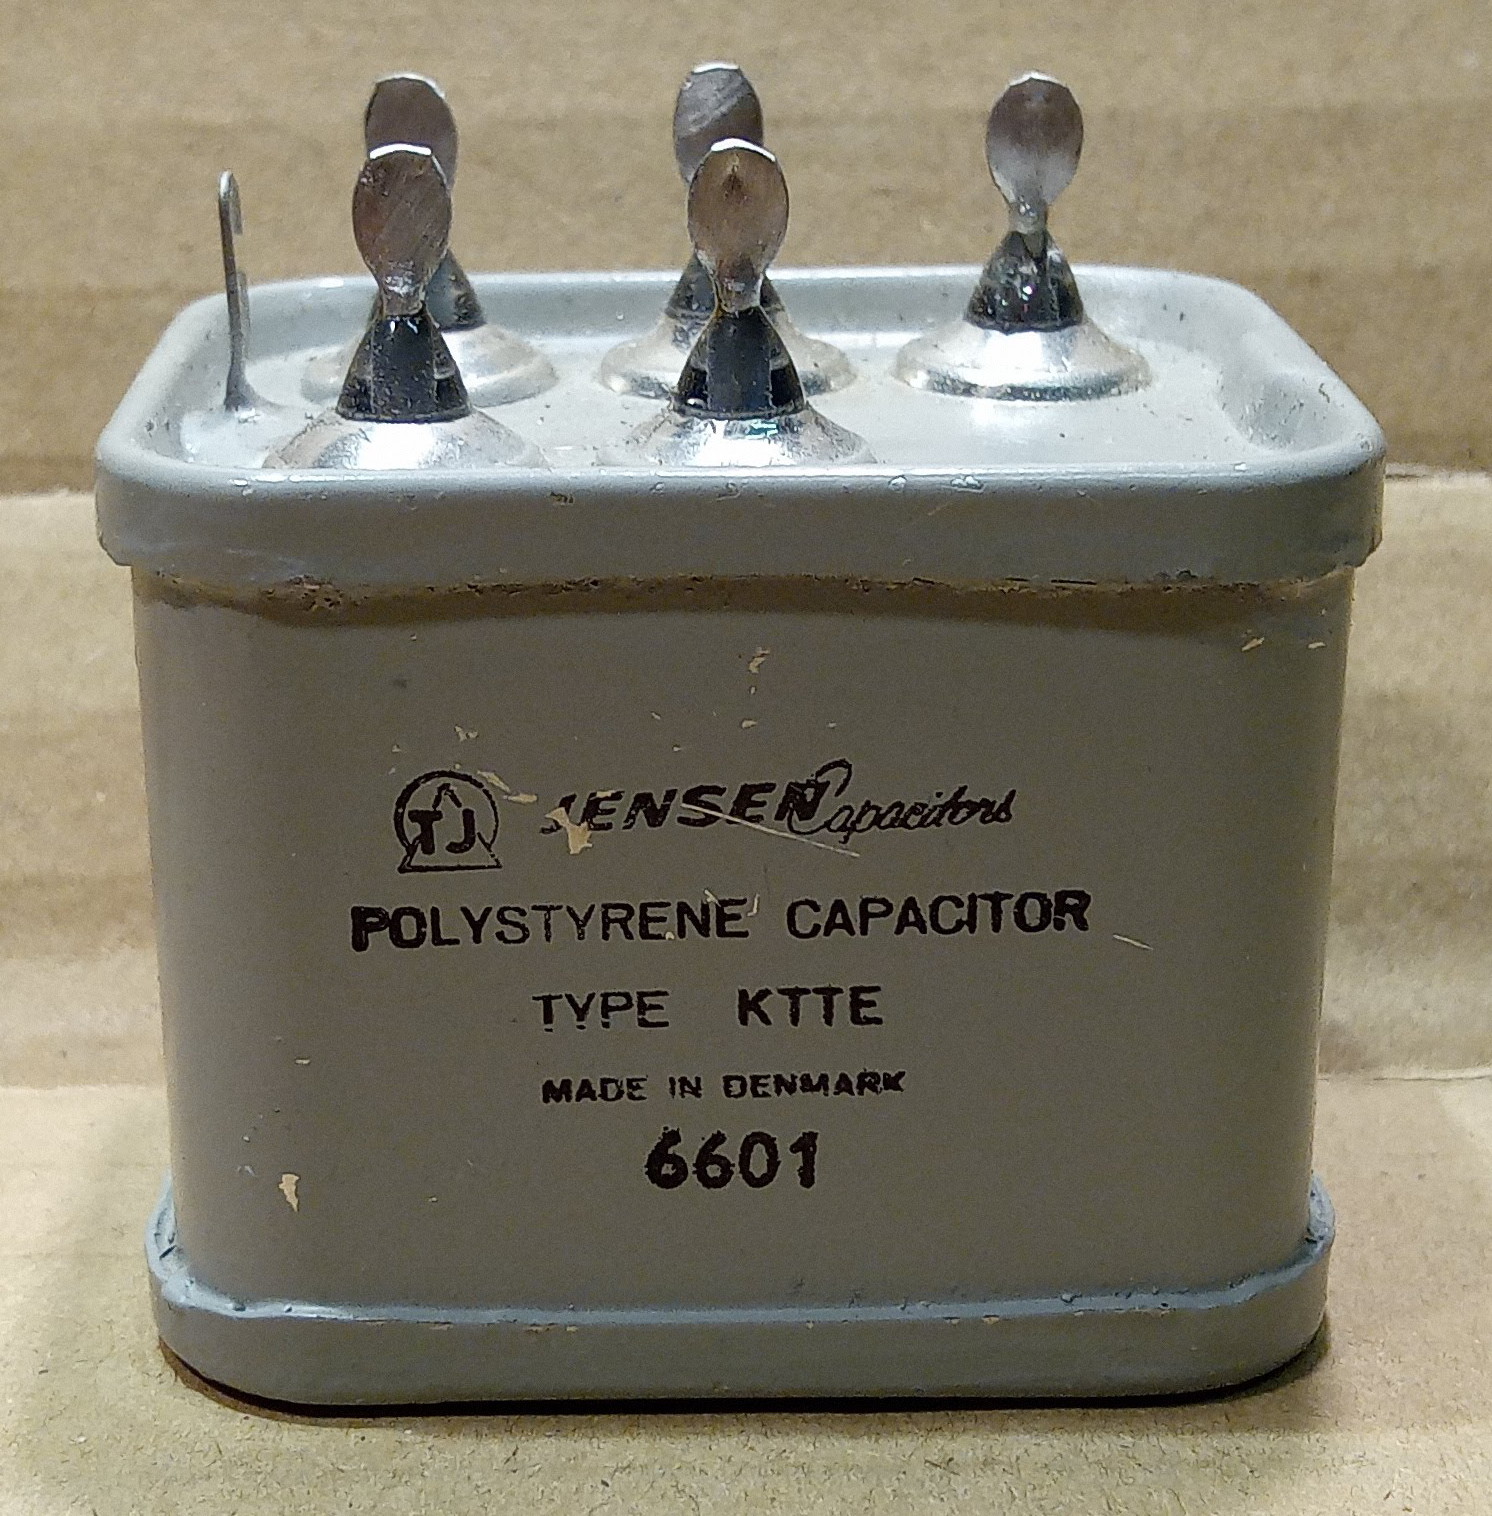 TJ JENSEN Capacitors
POLYSTYRENE CAPACITOR
TYPE KTTE
MADE IN DENMARK
6601